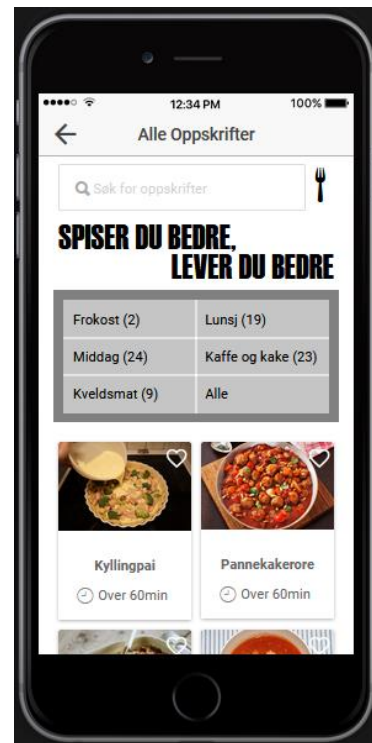 12:34 PM
100%
Alle Oppskrifter
Søk for oppskrifter
SPISER DU BEDRE,
LEVER DU BEDRE
Frokost (2)
Lunsj (19)
Middag (24)
Kaffe og kake (23)
Kveldsmat (9)
Alle
Kyllingpai
Pannekakerore
Over 60min
Over 60min